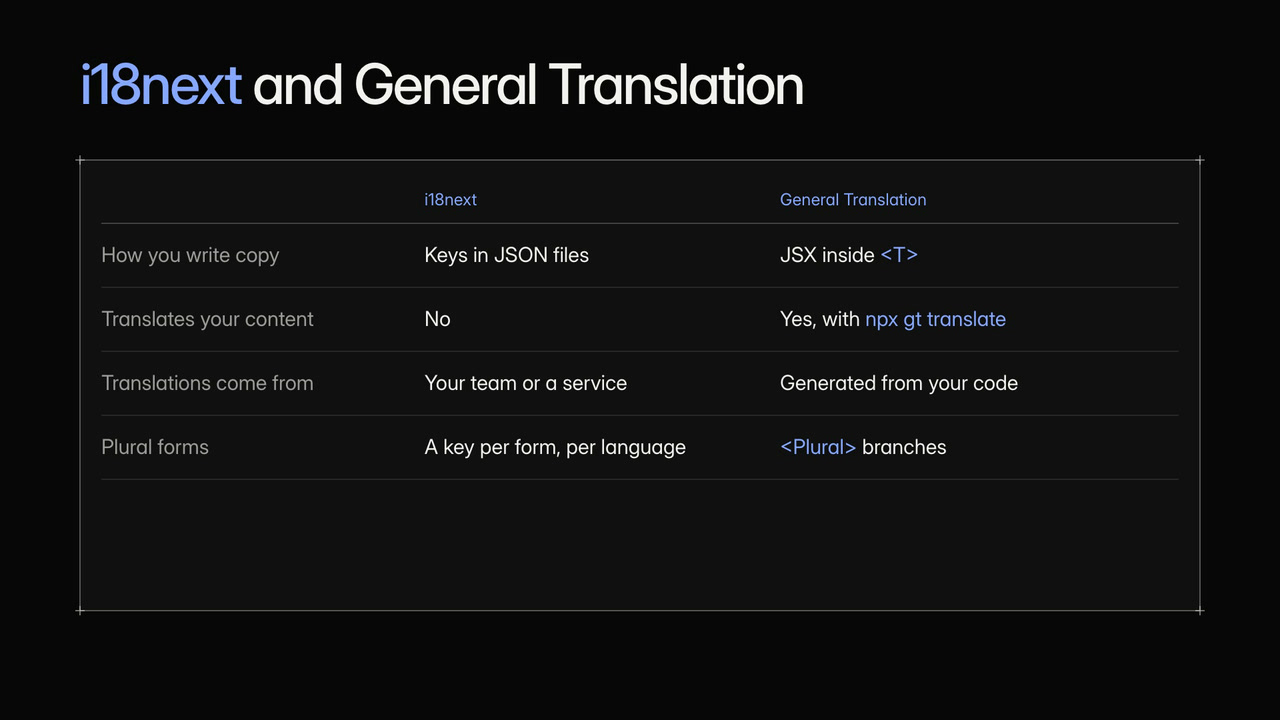 i18next and General Translation
i18next General Translation
How you write copy Keys in JSON files JSX inside <T>
Translates your content No Yes, with npx gt translate
Translations come from Your team or a service Generated from your code
Plural forms A key per form, per language <Plural> branches